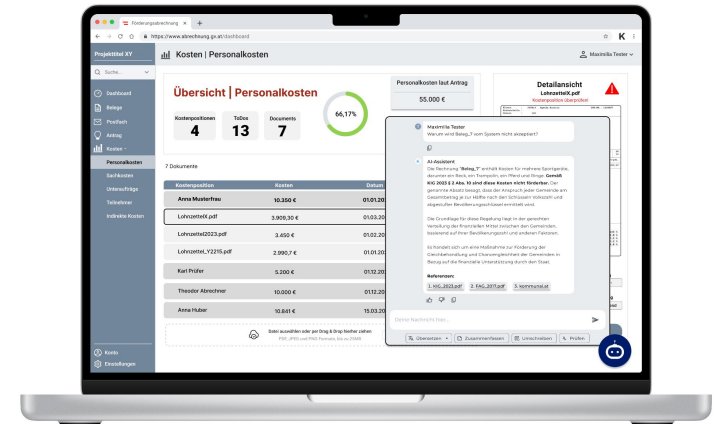 Förderungsabrechnung
https://www.abrechnung.gv.at/dashboard
K
Projekttitel XY
Kosten | Personalkosten
Maximilia Tester
Suche...
Dashboard
Belege
Postfach
Antrag
Kosten
Personalkosten
Sachkosten
Unteraufträge
Teilnehmer
Indirekte Kosten
Konto
Einstellungen
Übersicht | Personalkosten
Kostenpositionen
4
ToDos
13
Documents
7
66,17%
Personalkosten laut Antrag
55.000 €
Detailansicht
LohnzettelX.pdf
Kostenposition überprüfen!
7 Dokumente
Kostenposition Kosten Datum
Anna Musterfrau 10.350 € 01.01.20
LohnzettelX.pdf 3.909,30 € 01.03.20
Lohnzettel2023.pdf 3.450 € 01.02.20
Lohnzettel_Y2215.pdf 2.990,7 € 01.01.20
Karl Prüfer 5.200 € 01.12.20
Theodor Abrechner 10.000 € 01.12.20
Anna Huber 10.841 € 15.03.20
Datei auswählen oder per Drag & Drop hierher ziehen
PDF, JPEG und PNG Formate, bis zu 25MB
Maximilia Tester
Warum wird Beleg_7 vom System nicht akzeptiert?
AI-Assistent
Die Rechnung "Beleg_7" enthält Kosten für mehrere Sportgeräte,
darunter ein Reck, ein Trampolin, ein Pferd und Ringe. Gemäß
KIG 2023 § 2 Abs. 10 sind diese Kosten nicht förderbar. Der
genannte Absatz besagt, dass der Anspruch jeder Gemeinde am
Gesamtbetrag je zur Hälfte nach den Schlüsseln Volkszahl und
abgestufter Bevölkerungsschlüssel ermittelt wird.
Die Grundlage für diese Regelung liegt in der gerechten
Verteilung der finanziellen Mittel zwischen den Gemeinden,
basierend auf ihrer Bevölkerungszahl und anderen Faktoren.
Es handelt sich um eine Maßnahme zur Förderung der
Gleichbehandlung und Chancengleichheit der Gemeinden in
Bezug auf die finanzielle Unterstützung durch den Staat.
Referenzen:
1. KIG_2023.pdf 2. FAG_2017.pdf 3. kommunal.at
Deine Nachricht hier...
Übersetzen
Zusammenfassen
Umschreiben
Prüfen